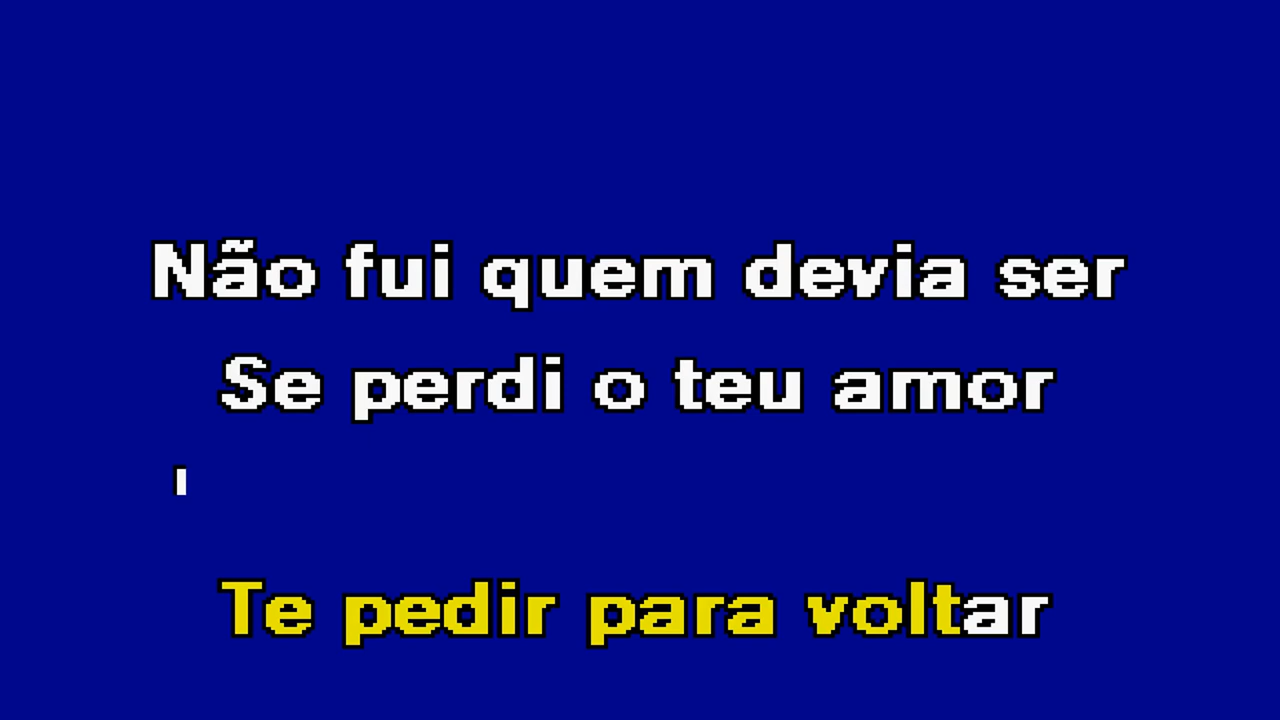 Não fui quem devia ser
Se perdi o teu amor
Te pedir para voltar